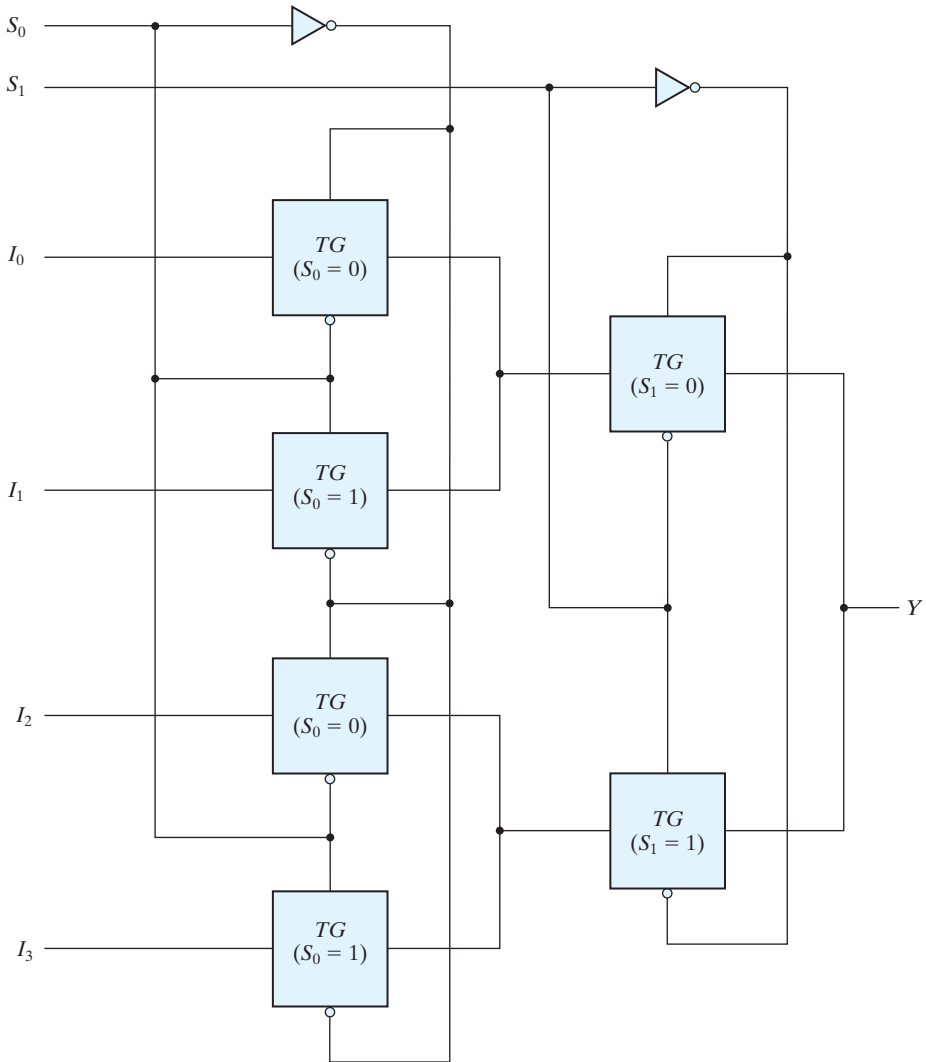 S₀
S₁
I₀
TG
(S₀ = 0)
TG
(S₁ = 0)
I₁
TG
(S₀ = 1)
Y
I₂
TG
(S₀ = 0)
TG
(S₁ = 1)
I₃
TG
(S₀ = 1)